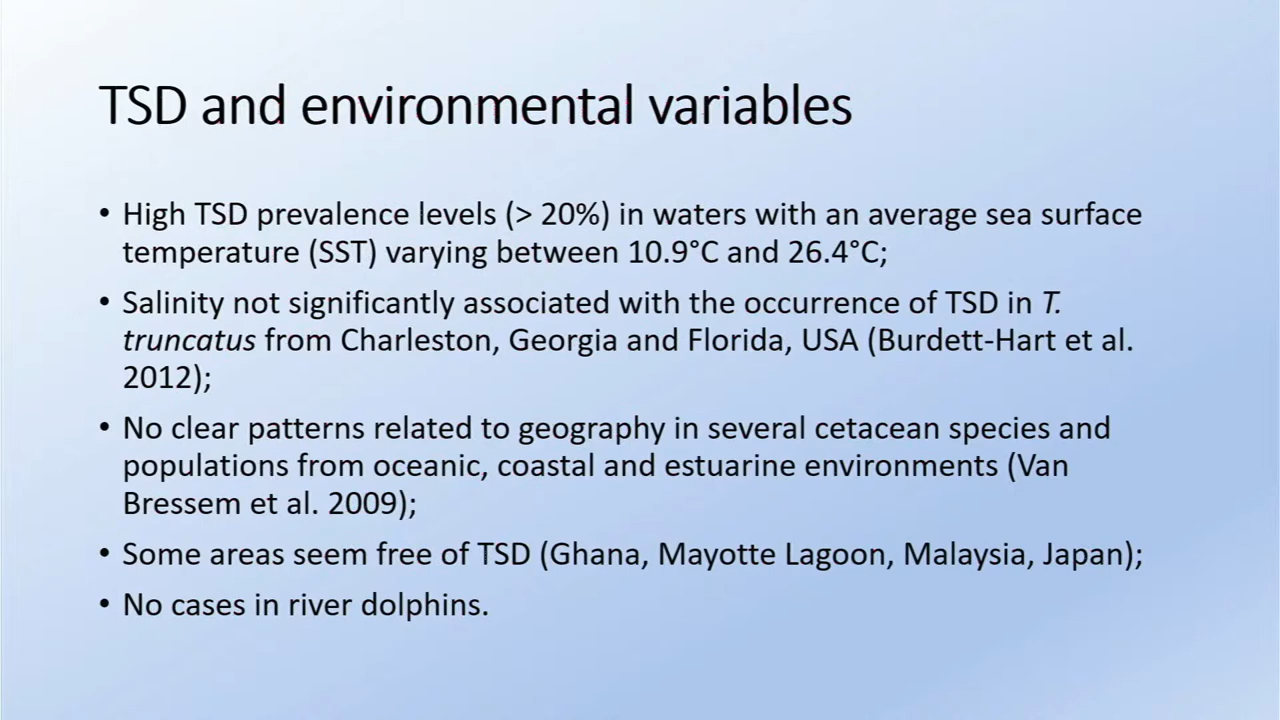 TSD and environmental variables
• High TSD prevalence levels (> 20%) in waters with an average sea surface
temperature (SST) varying between 10.9°C and 26.4°C;
• Salinity not significantly associated with the occurrence of TSD in T.
truncatus from Charleston, Georgia and Florida, USA (Burdett-Hart et al.
2012);
• No clear patterns related to geography in several cetacean species and
populations from oceanic, coastal and estuarine environments (Van
Bressem et al. 2009);
• Some areas seem free of TSD (Ghana, Mayotte Lagoon, Malaysia, Japan);
• No cases in river dolphins.